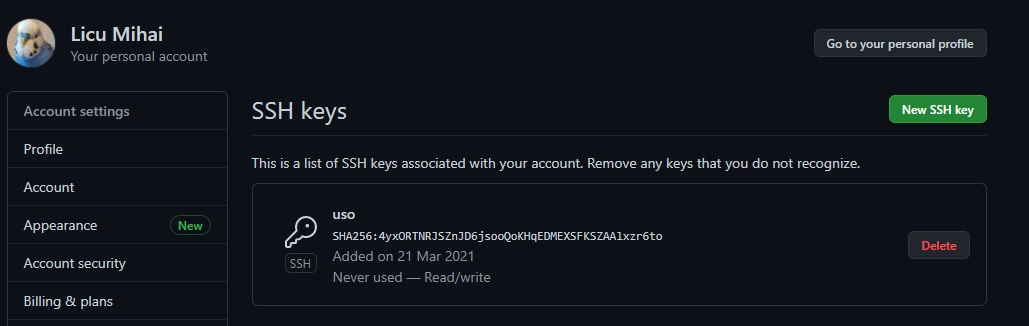 Licu Mihai
Your personal account
Go to your personal profile
Account settings
Profile
Account
Appearance New
Account security
Billing & plans
SSH keys
New SSH key
This is a list of SSH keys associated with your account. Remove any keys that you do not recognize.
uso
SHA256:4yxORTNRJSZnJD6jsooQoKHqEDMEXSFKSZAAlxzr6to
Added on 21 Mar 2021
Never used — Read/write
SSH
Delete